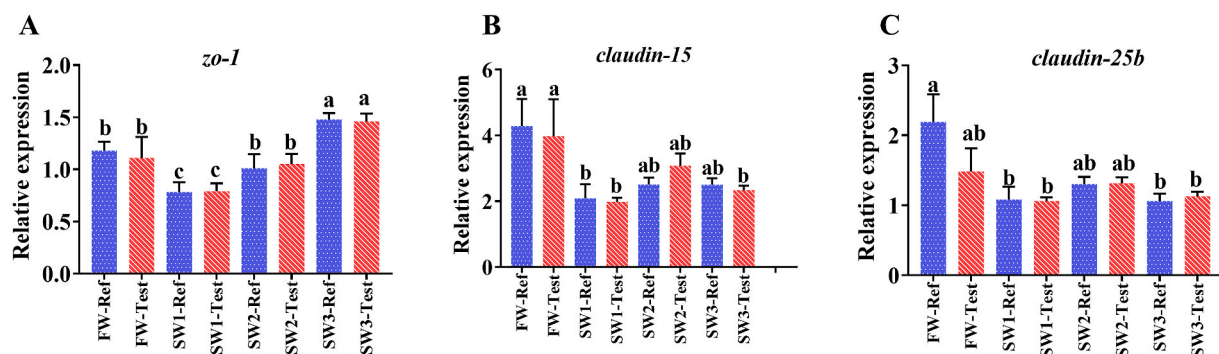 A
zo-1
Relative expression
2.0
1.5
1.0
0.5
0.0
b
b
c
c
b
b
a
a
FW-Ref
FW-Test
SW1-Ref
SW1-Test
SW2-Ref
SW2-Test
SW3-Ref
SW3-Test
B
claudin-15
Relative expression
6
4
2
0
a
a
b
b
ab
ab
ab
b
FW-Ref
FW-Test
SW1-Ref
SW1-Test
SW2-Ref
SW2-Test
SW3-Ref
SW3-Test
C
claudin-25b
Relative expression
3
2
1
0
a
ab
b
b
ab
ab
b
b
FW-Ref
FW-Test
SW1-Ref
SW1-Test
SW2-Ref
SW2-Test
SW3-Ref
SW3-Test